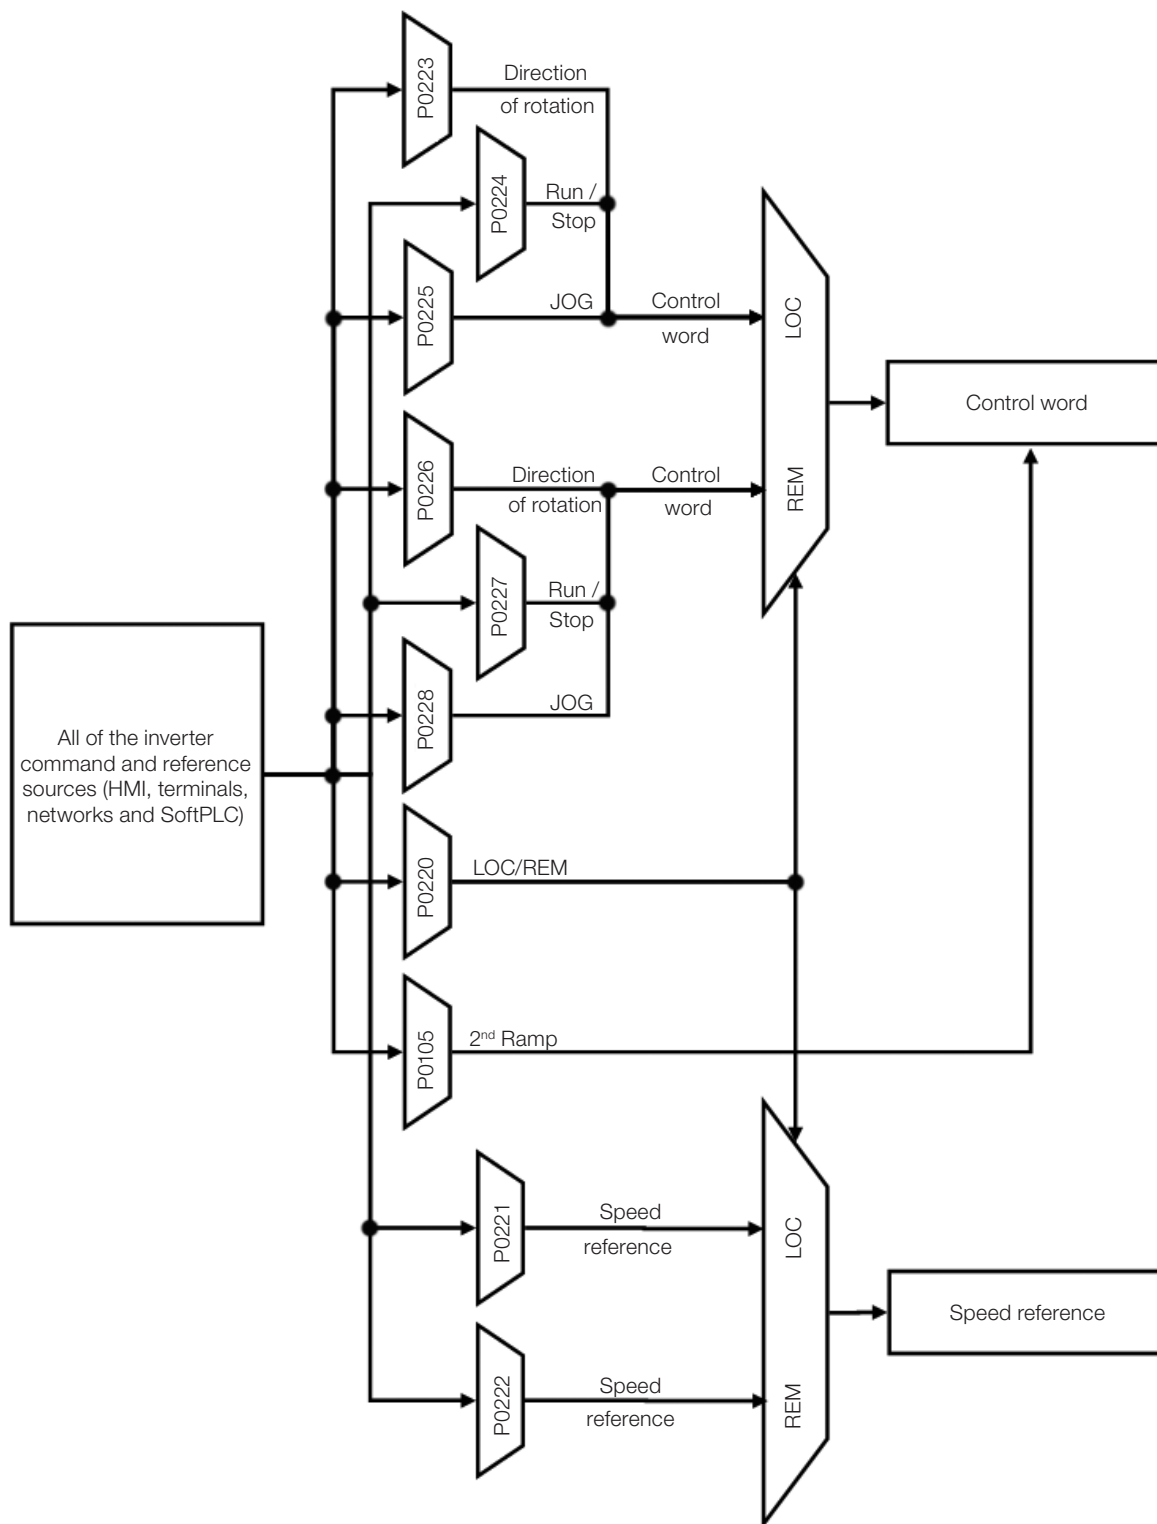 P0223
Direction
of rotation
P0224
Run /
Stop
P0225
JOG
Control
word
LOC
Control word
P0226
Direction
of rotation
Control
word
REM
P0227
Run /
Stop
P0228
JOG
All of the inverter
command and reference
sources (HMI, terminals,
networks and SoftPLC)
P0220
LOC/REM
P0105
2nd Ramp
P0221
Speed
reference
LOC
Speed reference
P0222
Speed
reference
REM